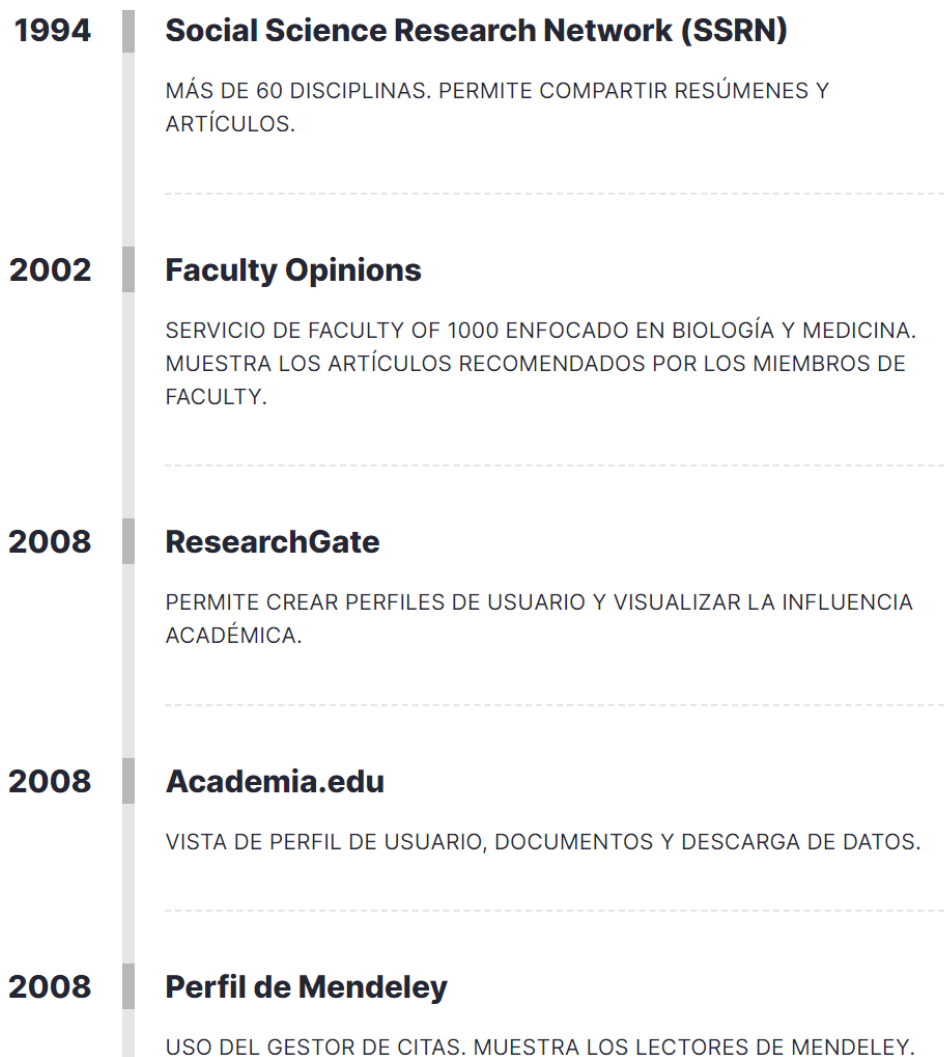 1994
Social Science Research Network (SSRN)
MÁS DE 60 DISCIPLINAS. PERMITE COMPARTIR RESÚMENES Y
ARTÍCULOS.
2002
Faculty Opinions
SERVICIO DE FACULTY OF 1000 ENFOCADO EN BIOLOGÍA Y MEDICINA.
MUESTRA LOS ARTÍCULOS RECOMENDADOS POR LOS MIEMBROS DE
FACULTY.
2008
ResearchGate
PERMITE CREAR PERFILES DE USUARIO Y VISUALIZAR LA INFLUENCIA
ACADÉMICA.
2008
Academia.edu
VISTA DE PERFIL DE USUARIO, DOCUMENTOS Y DESCARGA DE DATOS.
2008
Perfil de Mendeley
USO DEL GESTOR DE CITAS. MUESTRA LOS LECTORES DE MENDELEY.